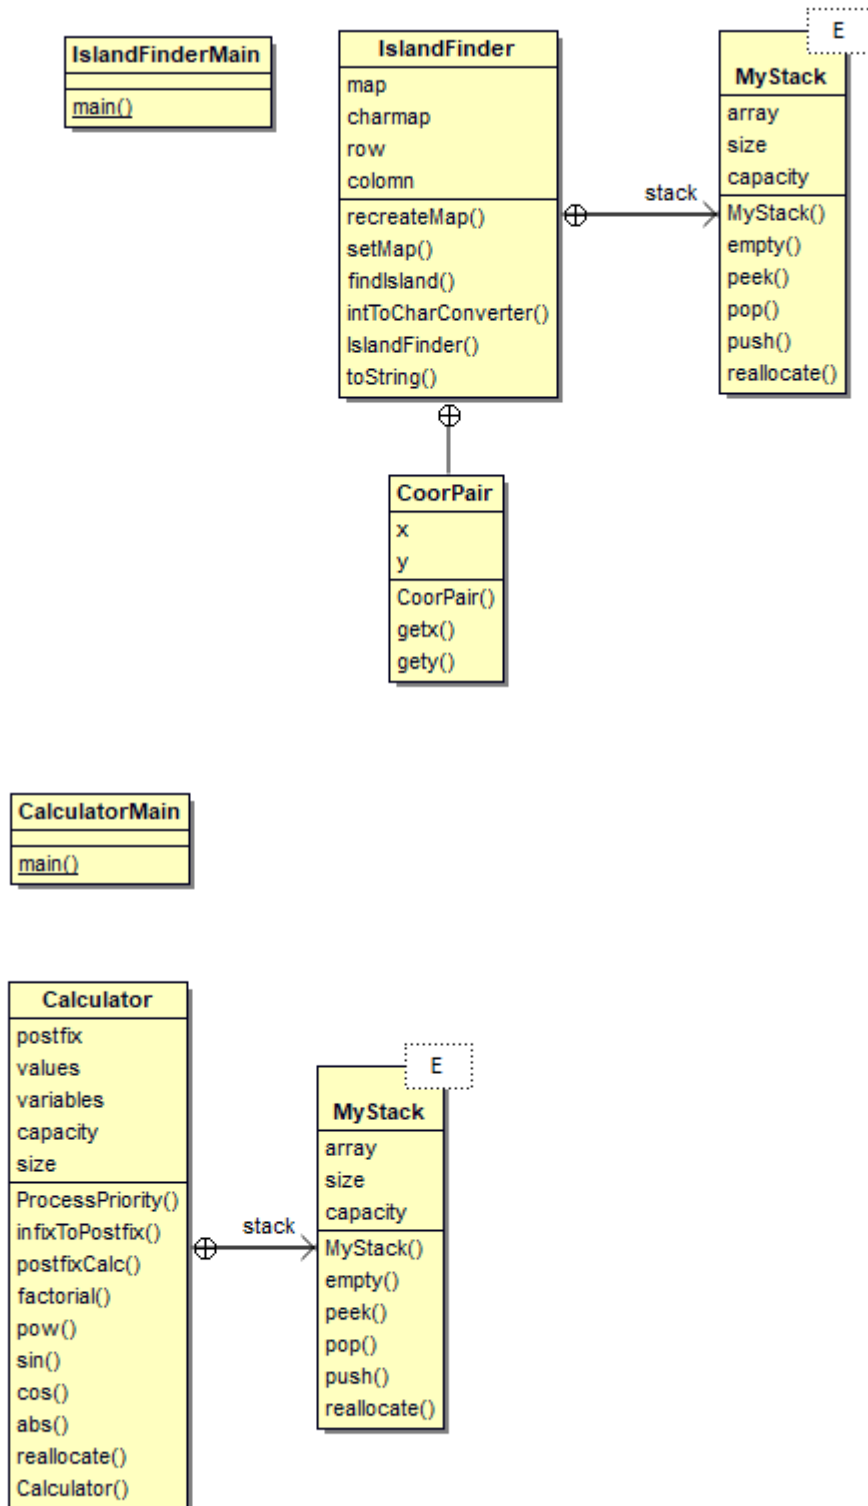 IslandFinderMain
main()
IslandFinder
map
charmap
row
colomn
recreateMap()
setMap()
findIsland()
intToCharConverter()
IslandFinder()
toString()
stack
E
MyStack
array
size
capacity
MyStack()
empty()
peek()
pop()
push()
reallocate()
CoorPair
x
y
CoorPair()
getx()
gety()
CalculatorMain
main()
Calculator
postfix
values
variables
capacity
size
ProcessPriority()
infixToPostfix()
postfixCalc()
factorial()
pow()
sin()
cos()
abs()
reallocate()
Calculator()
stack
E
MyStack
array
size
capacity
MyStack()
empty()
peek()
pop()
push()
reallocate()